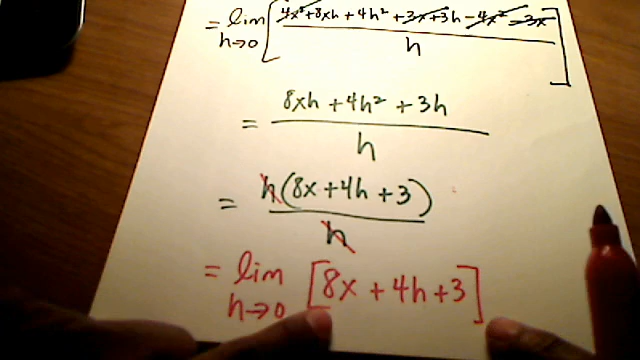 = lim h→0 [ 4x² + 8xh + 4h² + 3x + 3h - 4x² - 3x / h ]
= 8xh + 4h² + 3h / h
= h(8x + 4h + 3) / h
= lim h→0 [8x + 4h + 3]